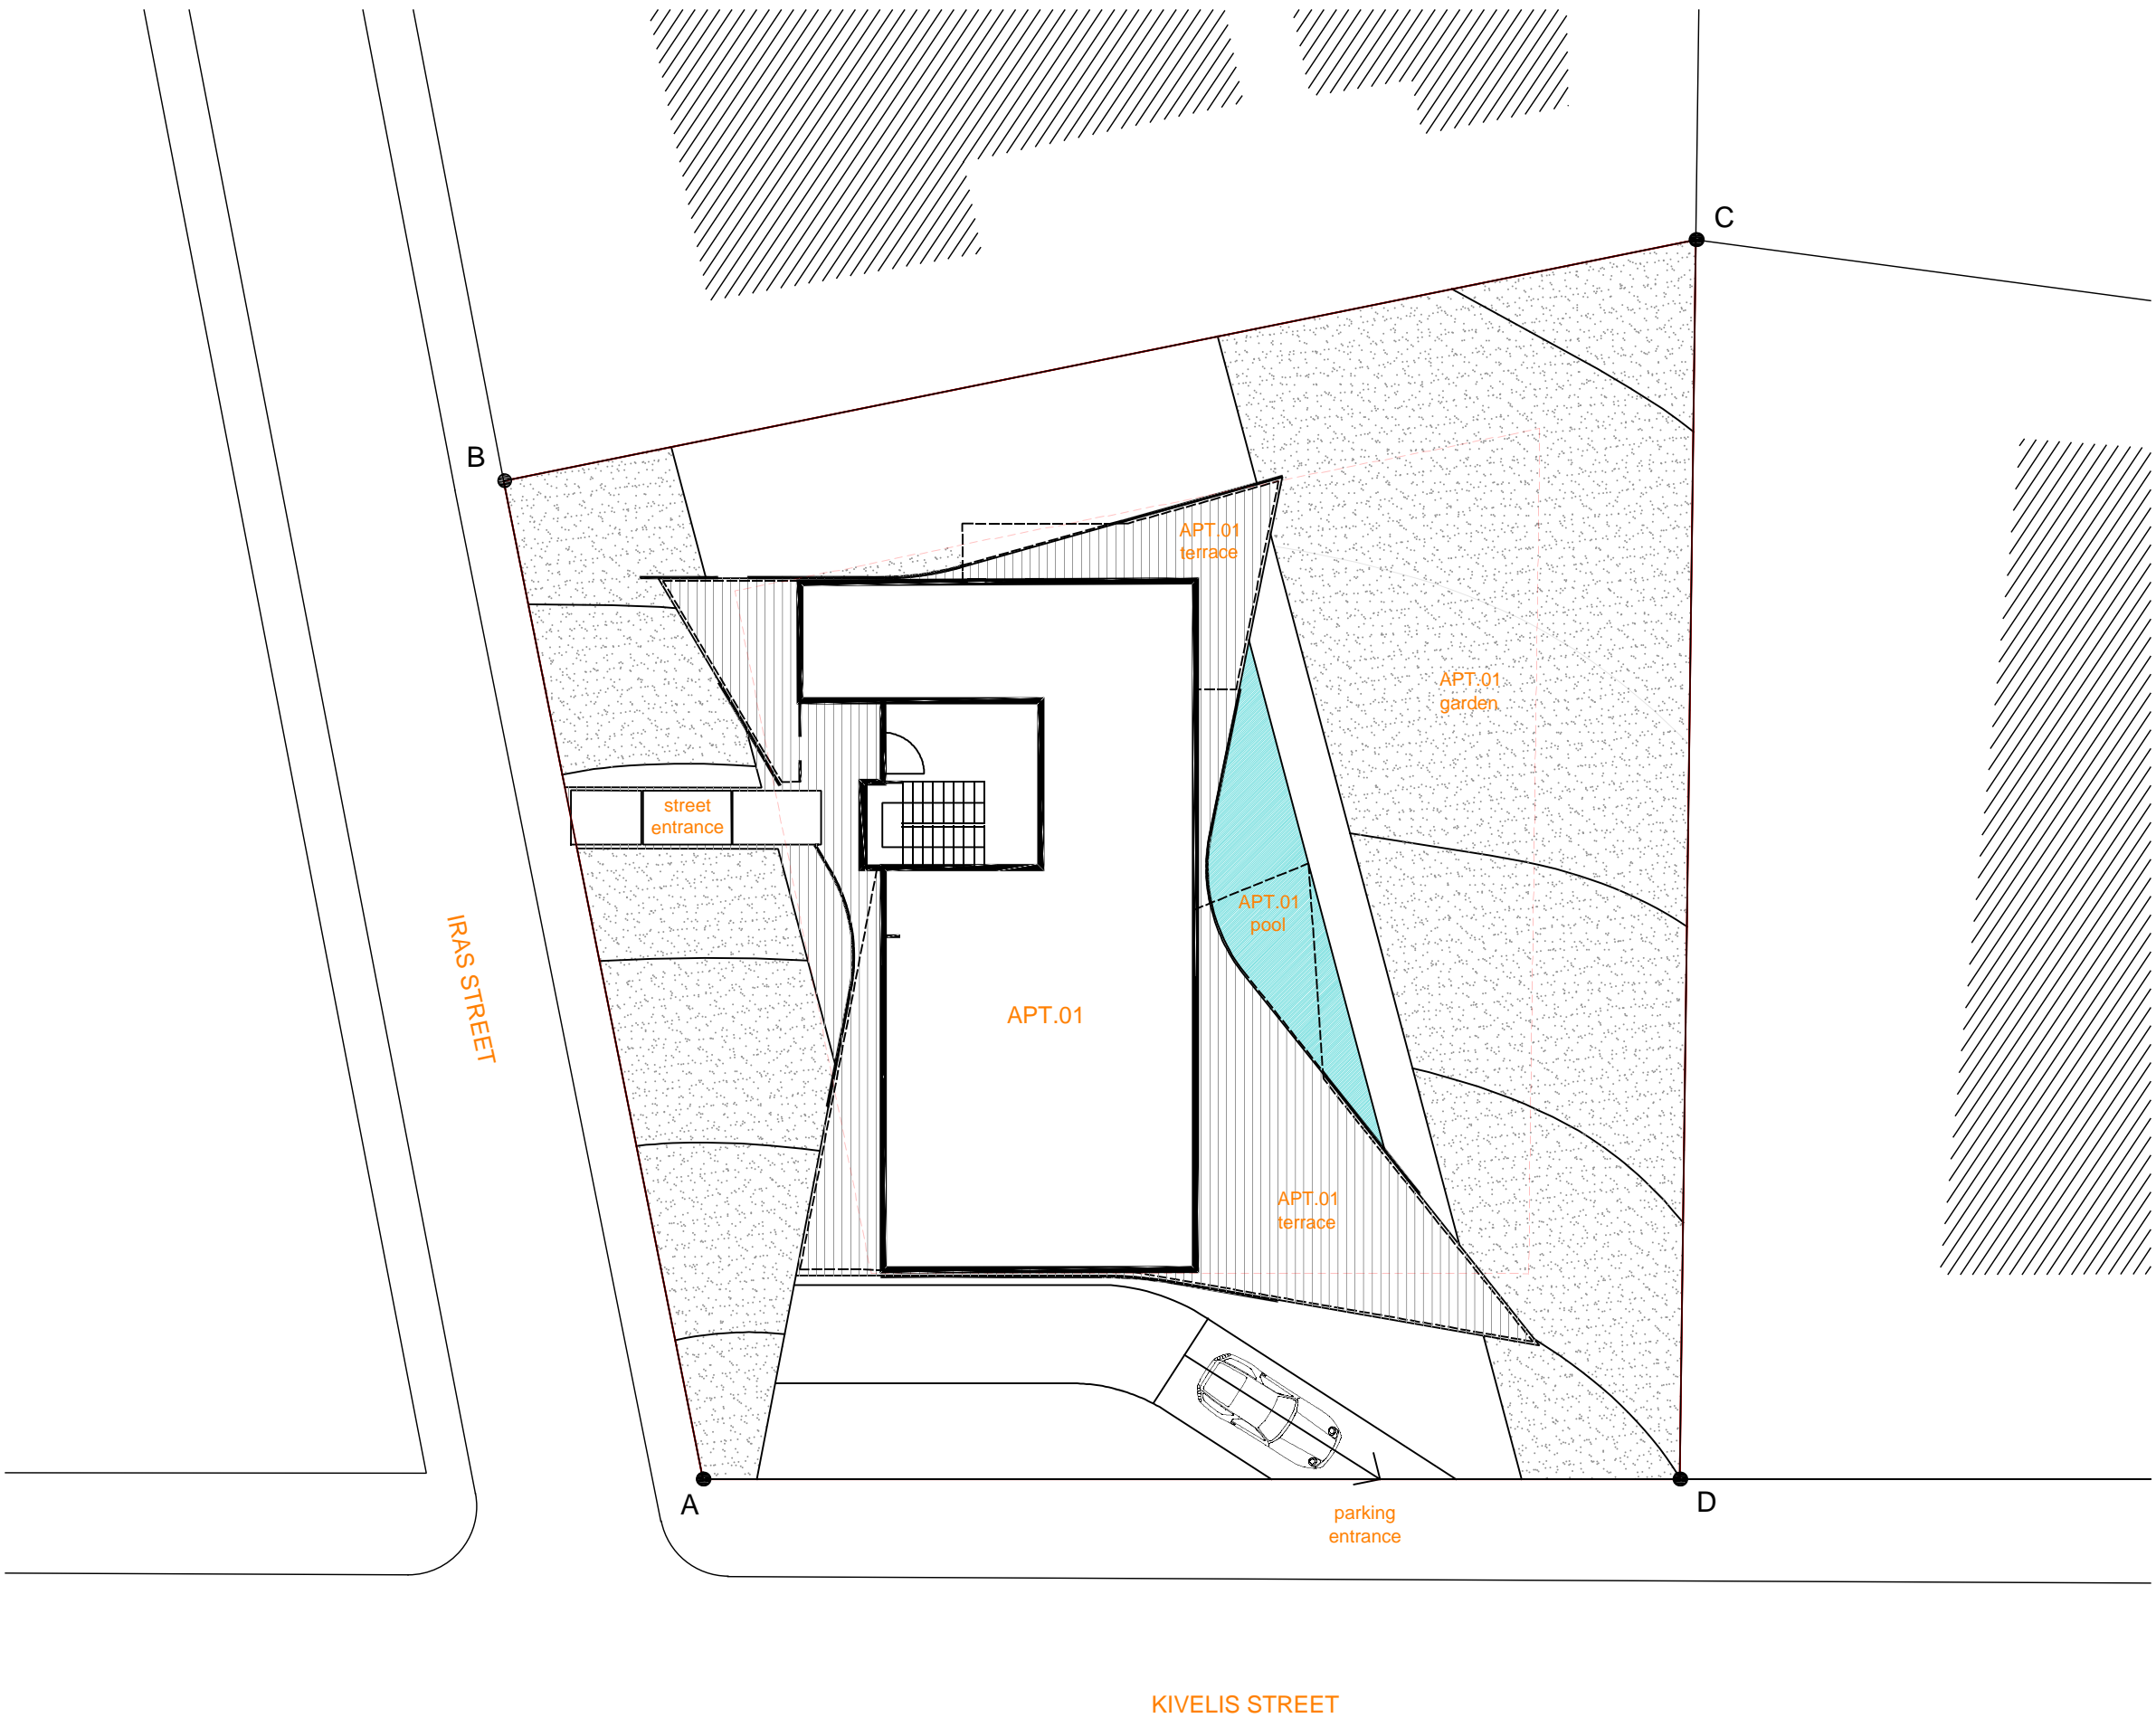 C
B
APT.01
terrace
APT.01
garden
street
entrance
APT.01
pool
IRAS STREET
APT.01
APT.01
terrace
A
D
parking
entrance
KIVELIS STREET